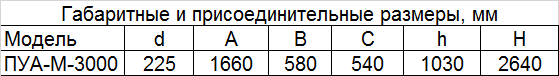 Габаритные и присоединительные размеры, мм
Модель d A B C h H
ПУА-М-3000 225 1660 580 540 1030 2640